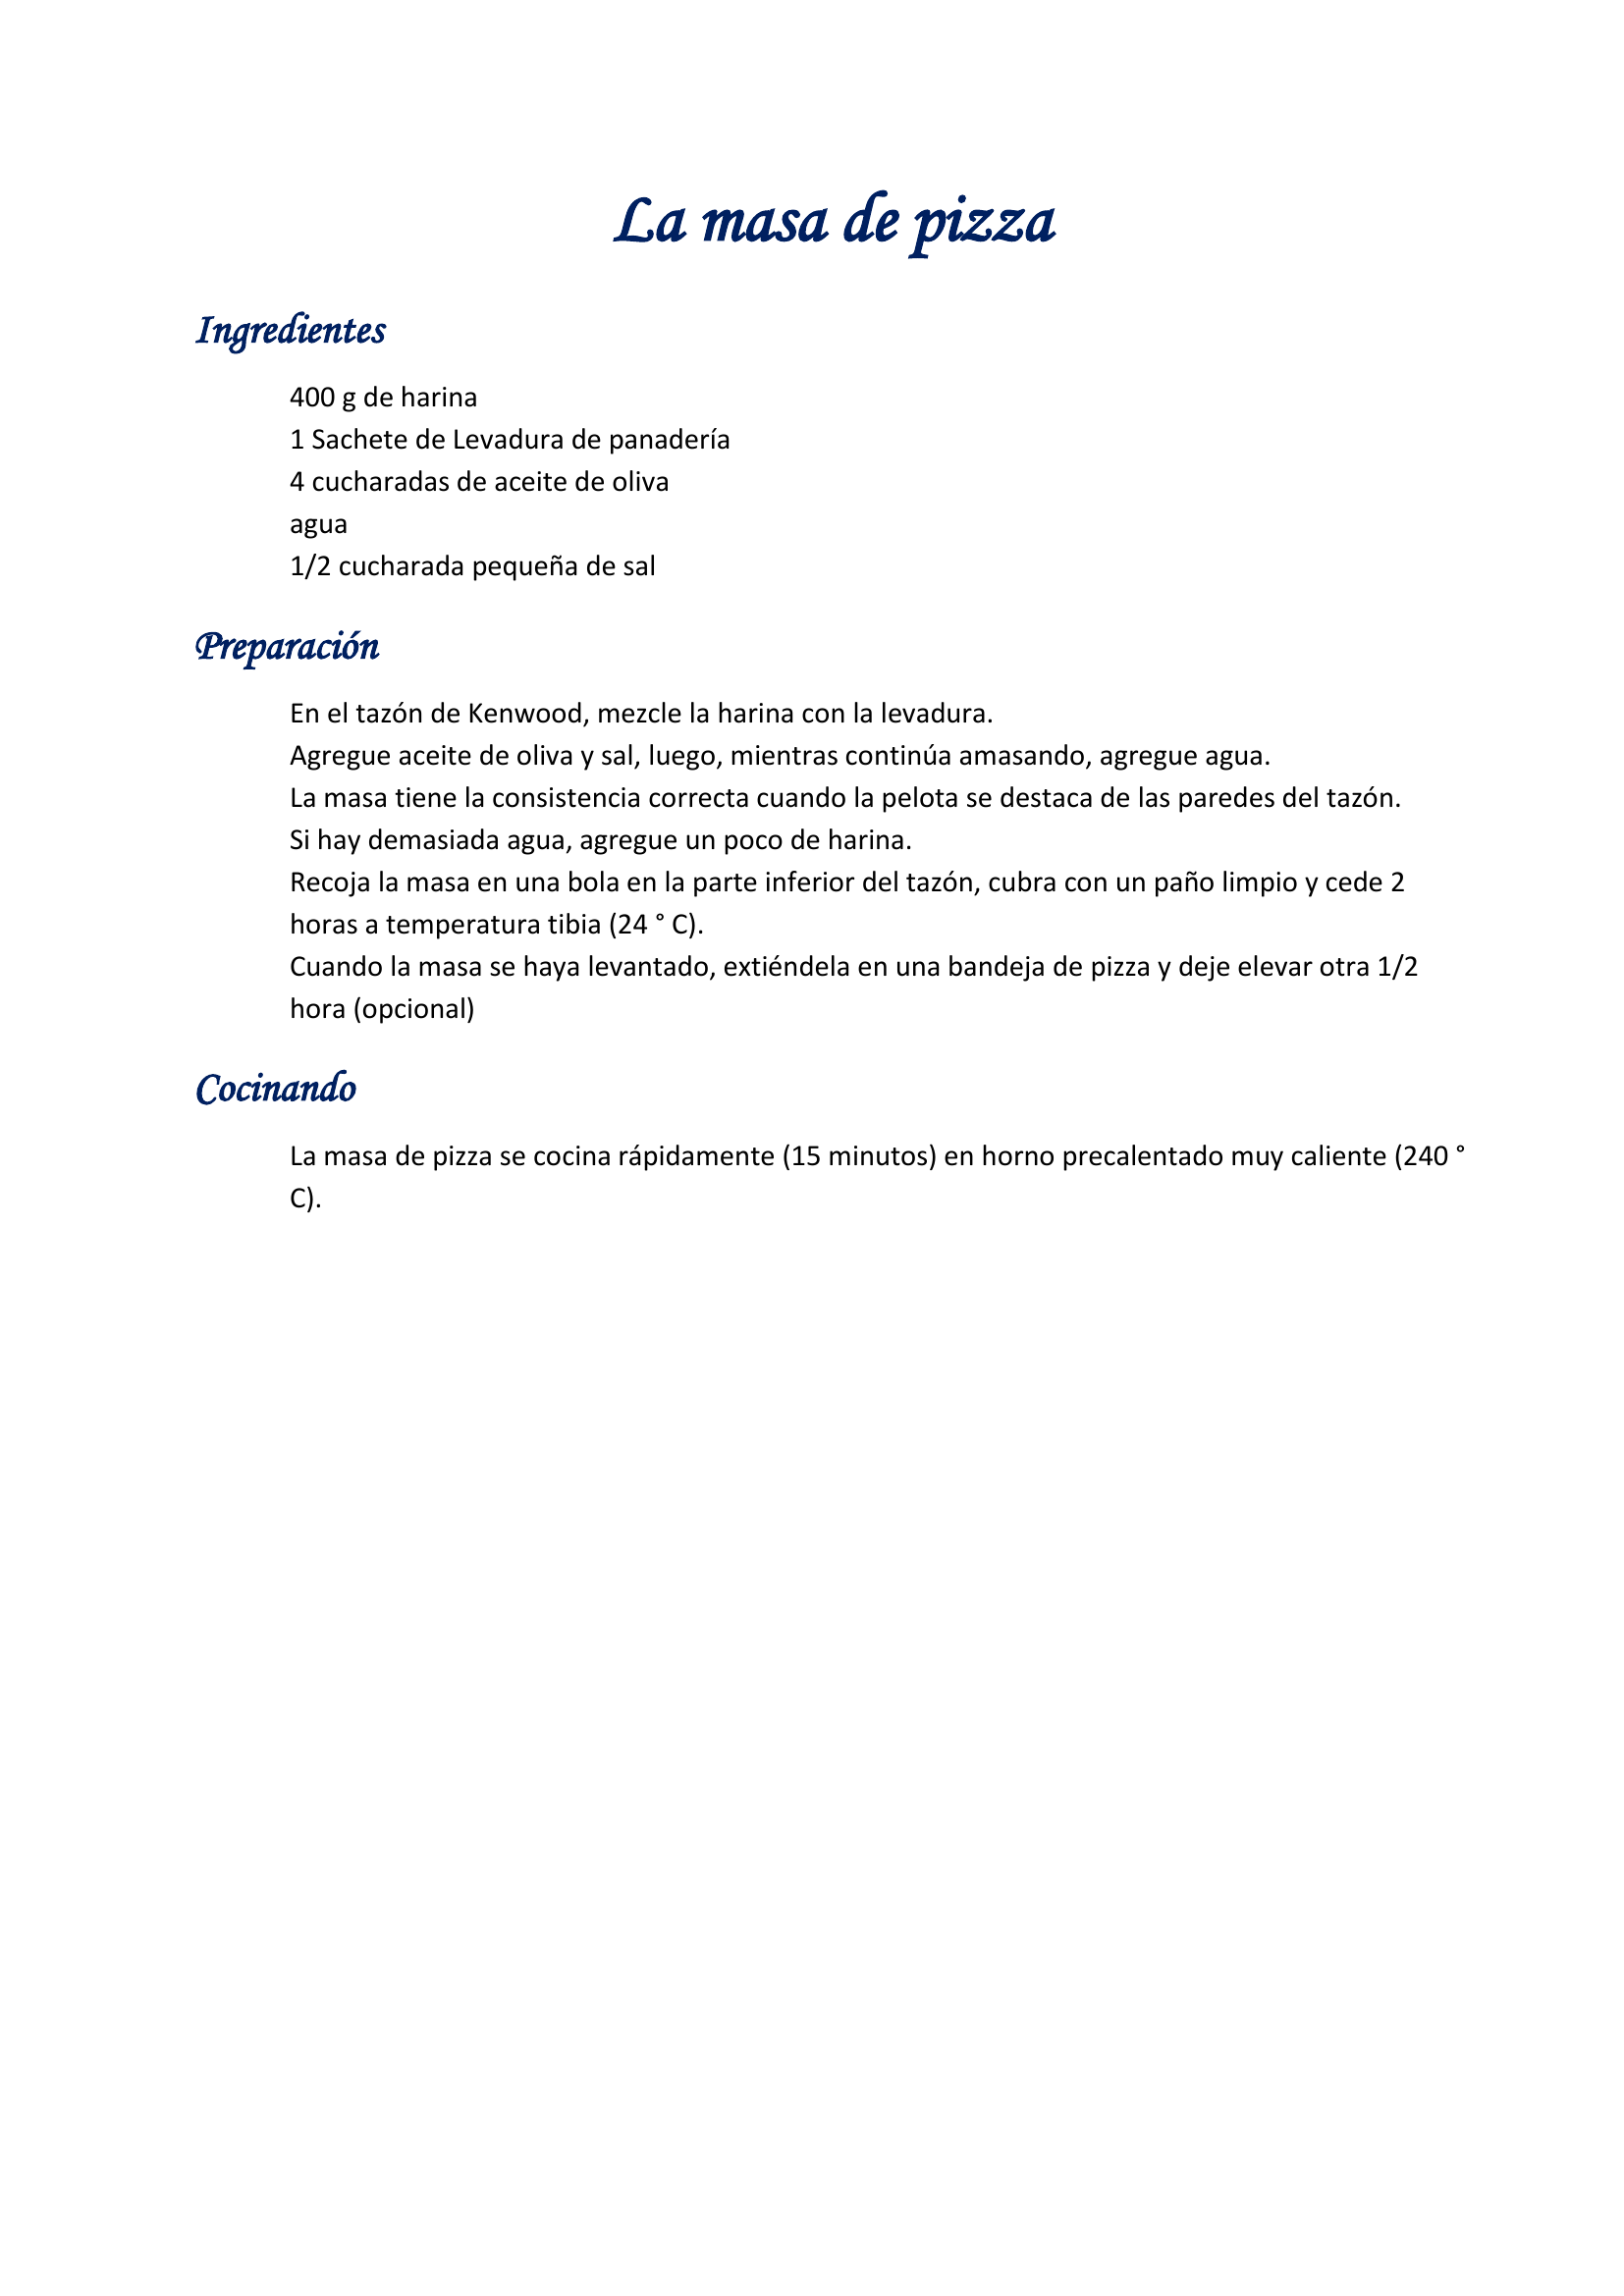 La masa de pizza
Ingredientes
400 g de harina
1 Sachete de Levadura de panadería
4 cucharadas de aceite de oliva
agua
1/2 cucharada pequeña de sal
Preparación
En el tazón de Kenwood, mezcle la harina con la levadura.
Agregue aceite de oliva y sal, luego, mientras continúa amasando, agregue agua.
La masa tiene la consistencia correcta cuando la pelota se destaca de las paredes del tazón.
Si hay demasiada agua, agregue un poco de harina.
Recoja la masa en una bola en la parte inferior del tazón, cubra con un paño limpio y cede 2
horas a temperatura tibia (24 ° C).
Cuando la masa se haya levantado, extiéndela en una bandeja de pizza y deje elevar otra 1/2
hora (opcional)
Cocinando
La masa de pizza se cocina rápidamente (15 minutos) en horno precalentado muy caliente (240 °
C).